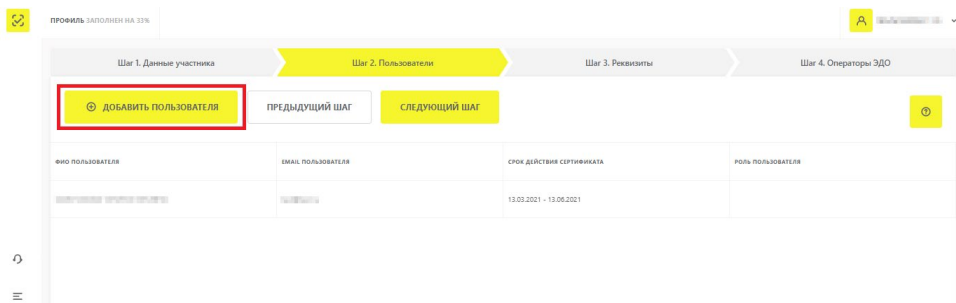 ПРОФИЛЬ ЗАПОЛНЕН НА 33%
Шаг 1. Данные участника
Шаг 2. Пользователи
Шаг 3. Реквизиты
Шаг 4. Операторы ЭДО
ДОБАВИТЬ ПОЛЬЗОВАТЕЛЯ
ПРЕДЫДУЩИЙ ШАГ
СЛЕДУЮЩИЙ ШАГ
ФИО ПОЛЬЗОВАТЕЛЯ
EMAIL ПОЛЬЗОВАТЕЛЯ
СРОК ДЕЙСТВИЯ СЕРТИФИКАТА
РОЛЬ ПОЛЬЗОВАТЕЛЯ
13.03.2021 - 13.06.2021